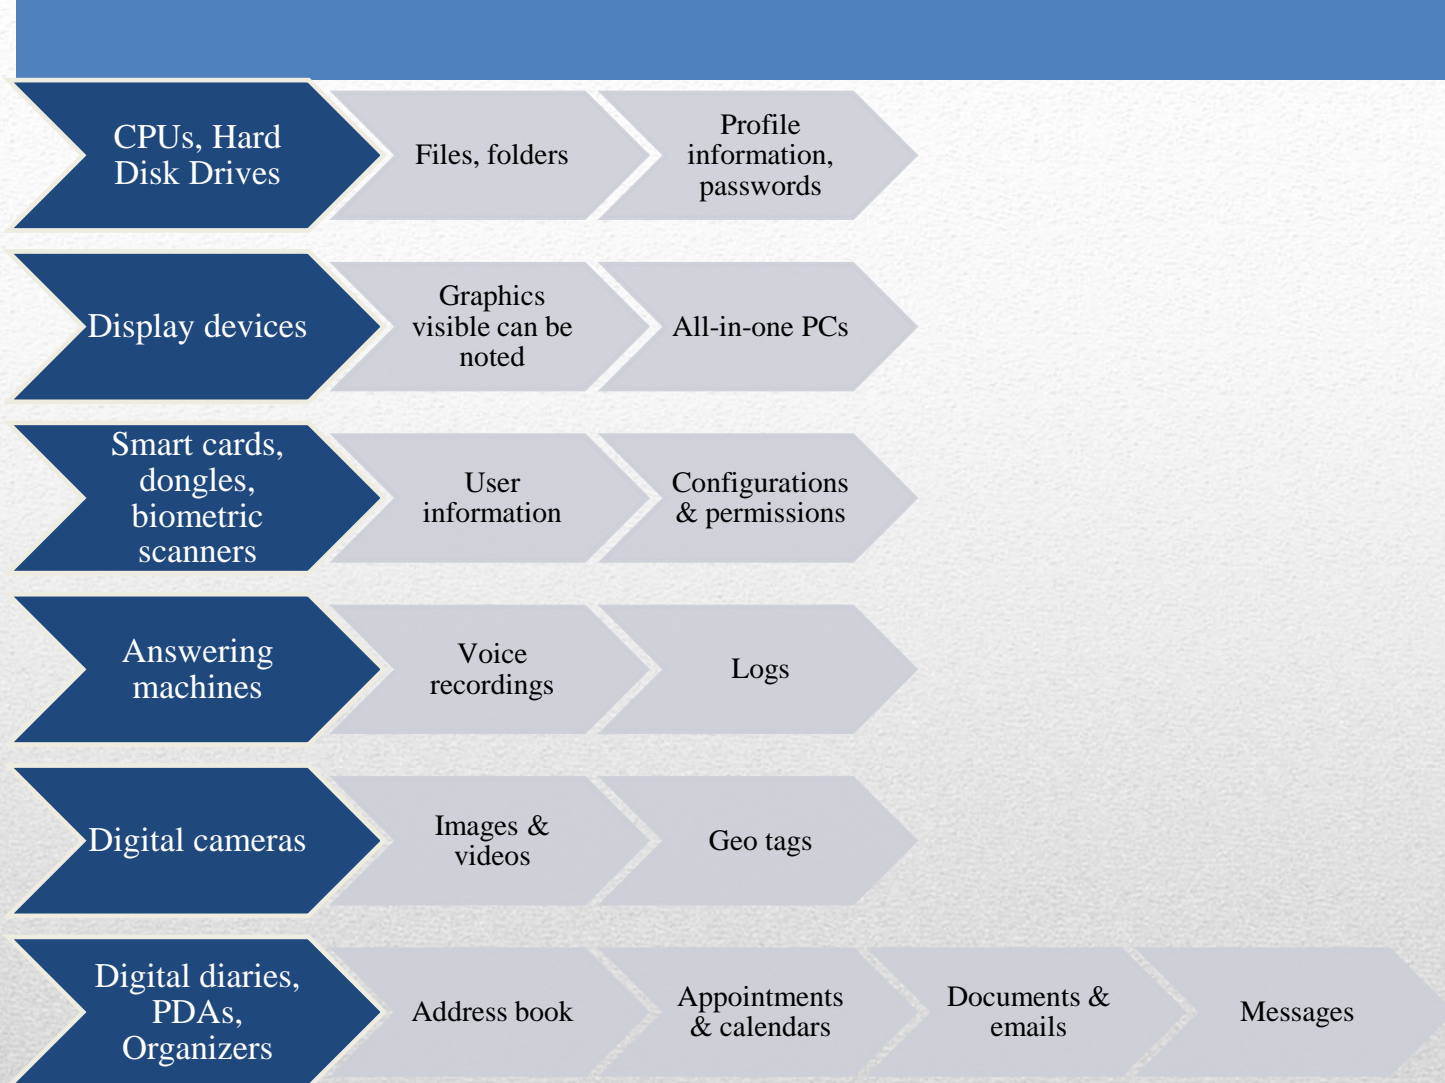 CPUs, Hard
Disk Drives
Files, folders
Profile
information,
passwords
Display devices
Graphics
visible can be
noted
All-in-one PCs
Smart cards,
dongles,
biometric
scanners
User
information
Configurations
& permissions
Answering
machines
Voice
recordings
Logs
Digital cameras
Images &
videos
Geo tags
Digital diaries,
PDAs,
Organizers
Address book
Appointments
& calendars
Documents &
emails
Messages